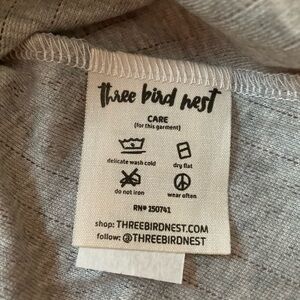 three bird nest
CARE
(for this garment)
delicate wash cold
dry flat
do not iron
wear often
RN# 150741
shop: THREEBIRDNEST.COM
follow: @THREEBIRDNEST